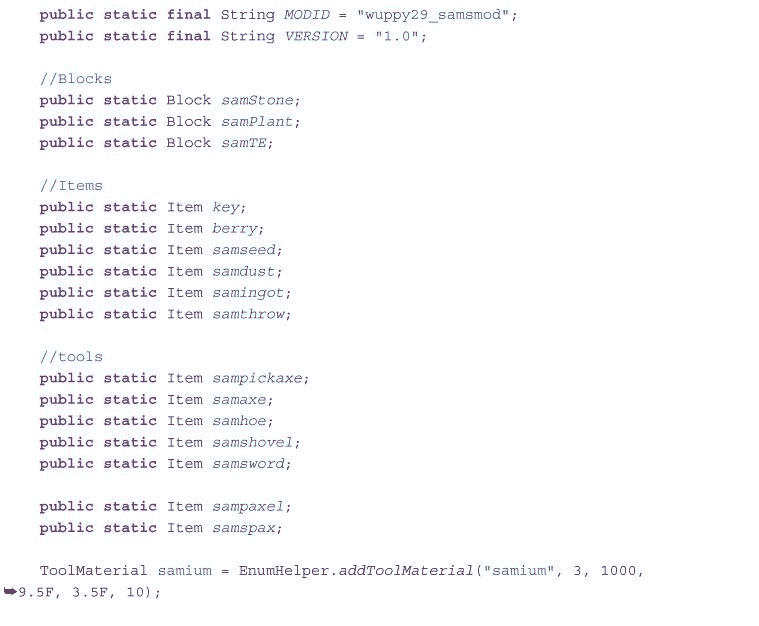 public static final String MODID = "wuppy29_samsmod";
public static final String VERSION = "1.0";
//Blocks
public static Block samStone;
public static Block samPlant;
public static Block samTE;
//Items
public static Item key;
public static Item berry;
public static Item samseed;
public static Item samdust;
public static Item samingot;
public static Item samthrow;
//tools
public static Item sampickaxe;
public static Item samaxe;
public static Item samhoe;
public static Item samshovel;
public static Item samsword;
public static Item sampaxel;
public static Item samspax;
ToolMaterial samium = EnumHelper.addToolMaterial("samium", 3, 1000,
➥9.5F, 3.5F, 10);